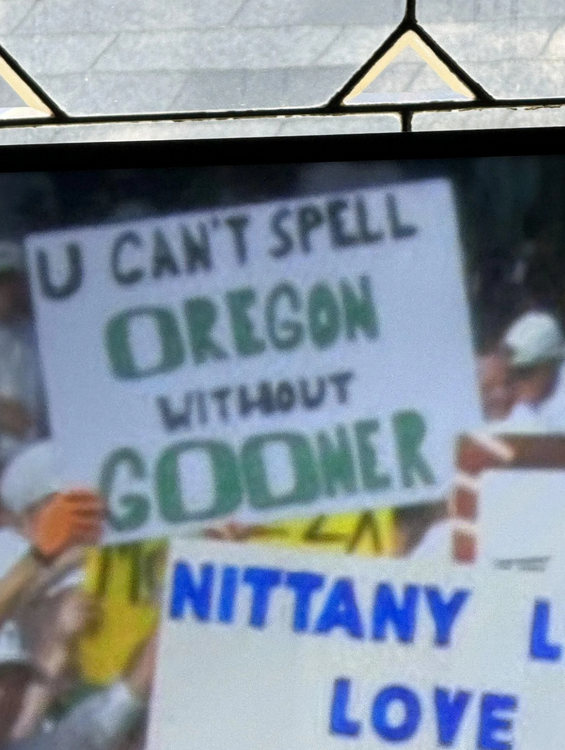 U CAN'T SPELL
OREGON
WITHOUT
GOONER
NITTANY L
LOVE